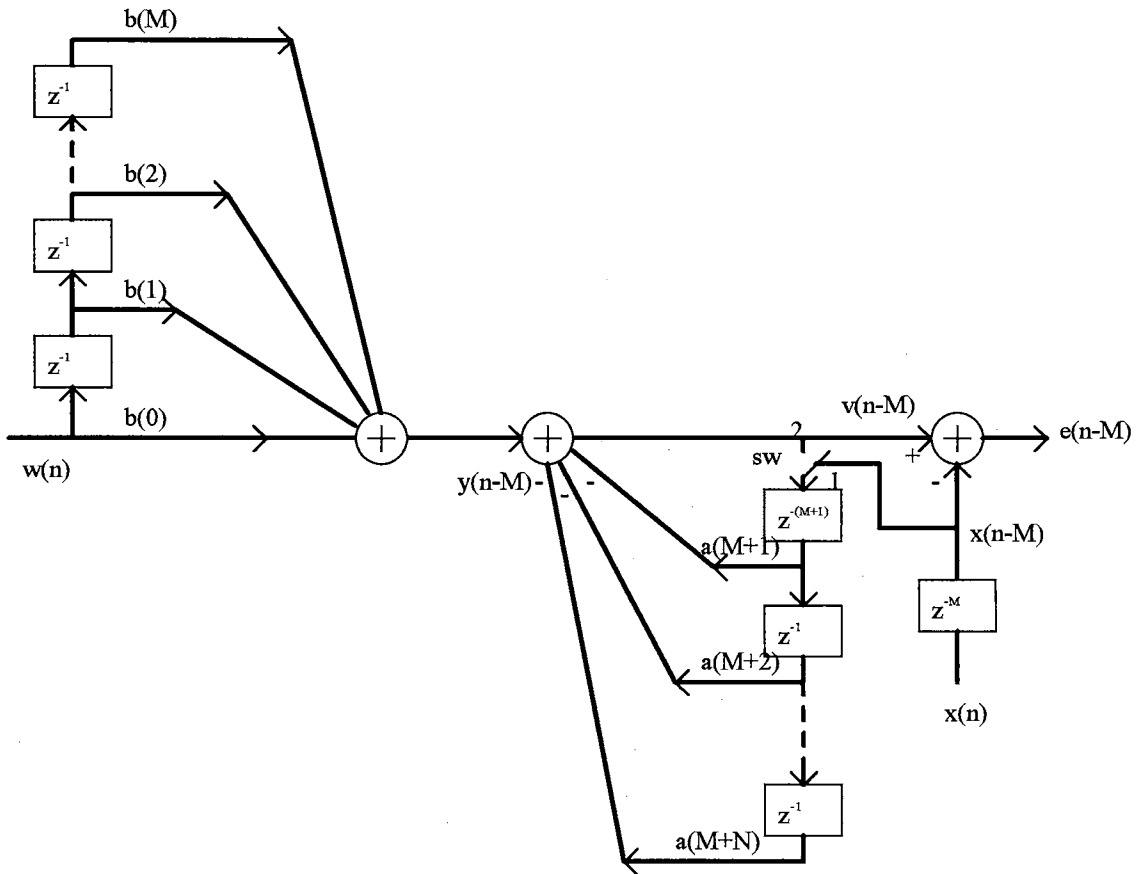 b(M)
z⁻¹
b(2)
z⁻¹
b(1)
z⁻¹
b(0)
w(n)
+
+
y(n-M)
-
-
-
2
sw
1
v(n-M)
+
+
e(n-M)
-
z⁻⁽ᴹ⁺¹⁾
x(n-M)
a(M+1)
z⁻ᴹ
z⁻¹
a(M+2)
x(n)
z⁻¹
a(M+N)